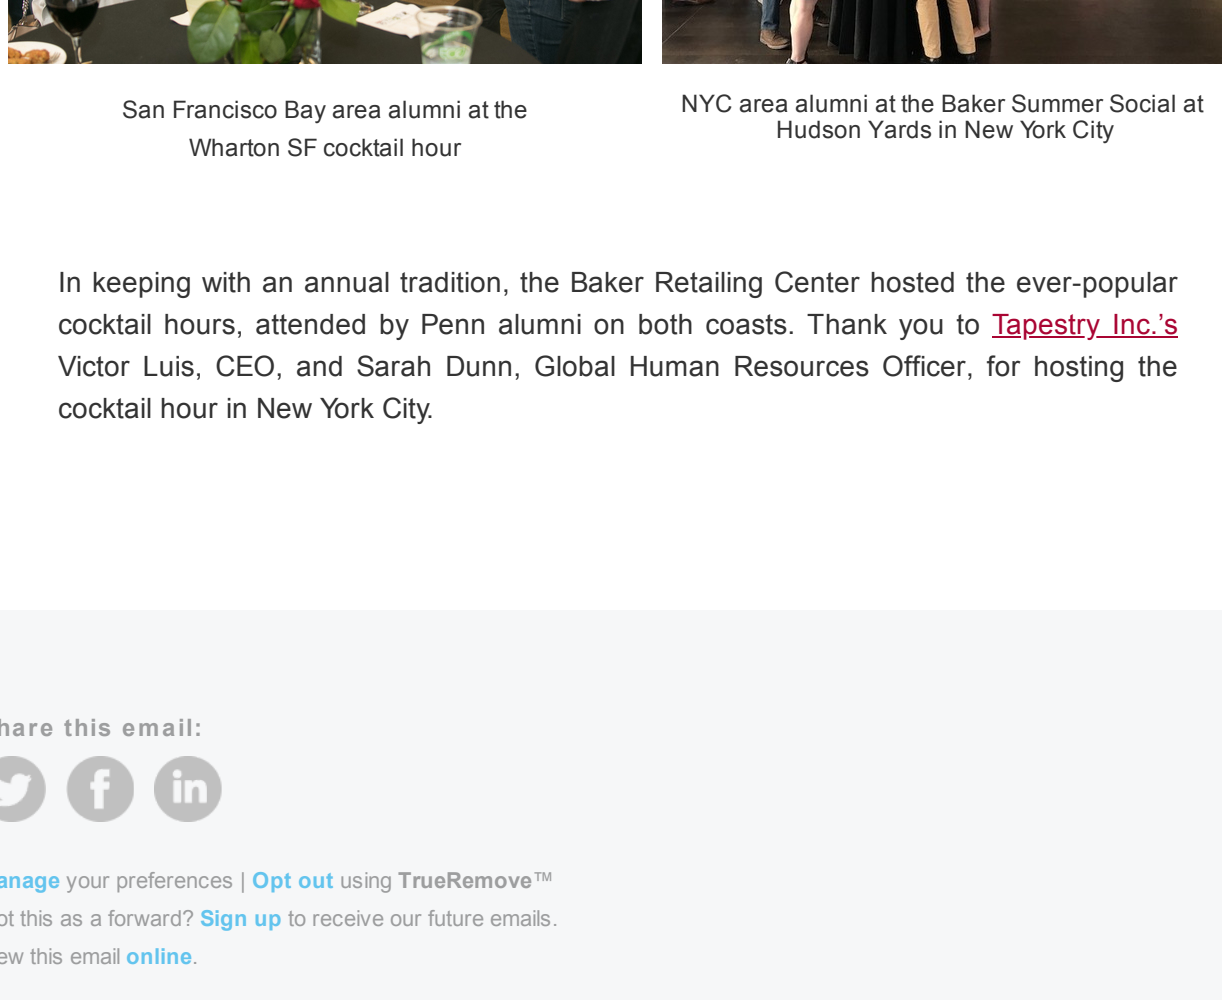 San Francisco Bay area alumni at the
Wharton SF cocktail hour
NYC area alumni at the Baker Summer Social at
Hudson Yards in New York City
In keeping with an annual tradition, the Baker Retailing Center hosted the ever-popular
cocktail hours, attended by Penn alumni on both coasts. Thank you to Tapestry Inc.’s
Victor Luis, CEO, and Sarah Dunn, Global Human Resources Officer, for hosting the
cocktail hour in New York City.
hare this email:
f in
anage your preferences | Opt out using TrueRemove™
ot this as a forward? Sign up to receive our future emails.
ew this email online.